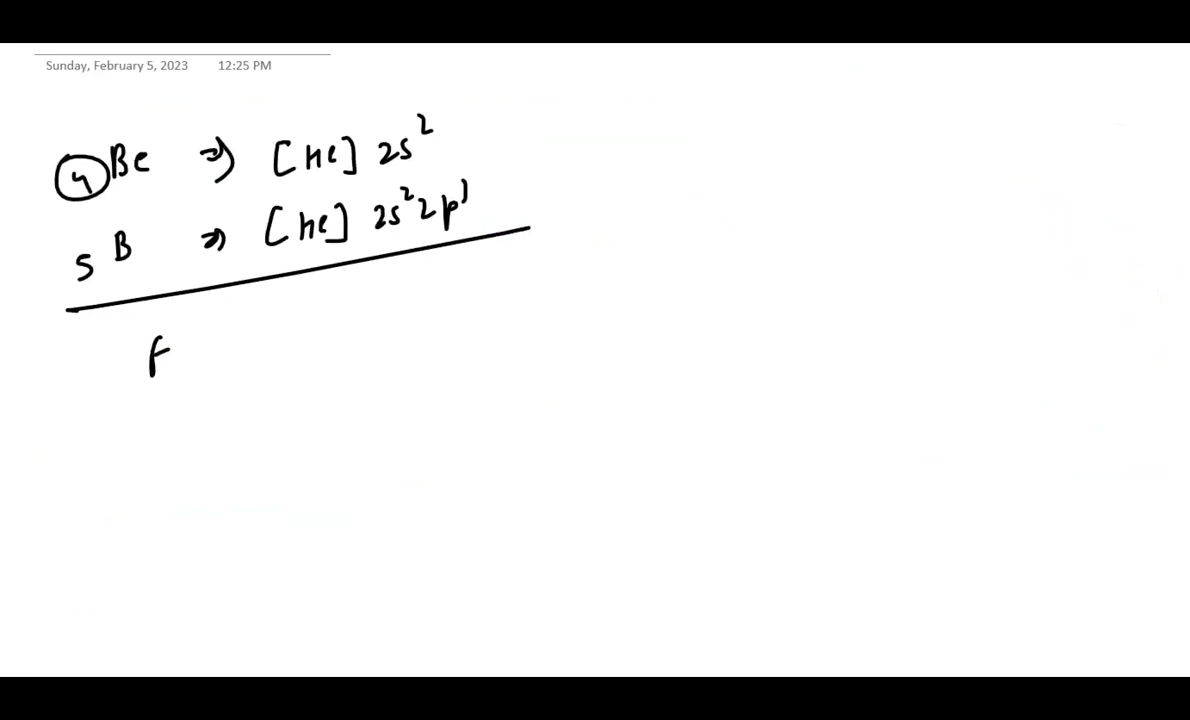 Sunday, February 5, 2023 12:25 PM
4 Be ⇒ [He] 2s²
5 B ⇒ [He] 2s² 2p¹
F